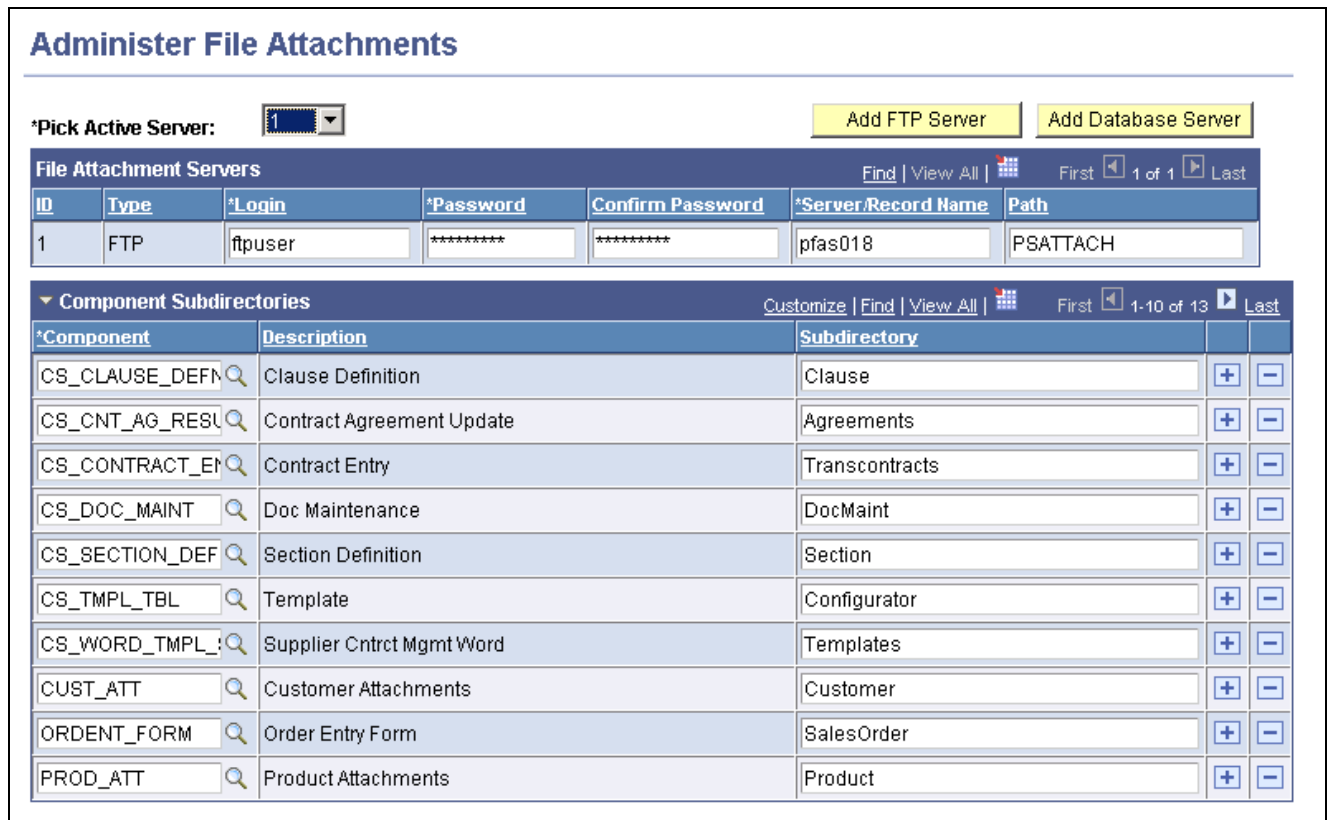 Administer File Attachments
*Pick Active Server: 1 Add FTP Server Add Database Server
File Attachment Servers Find | View All | First 1 of 1 Last
ID Type *Login *Password Confirm Password *Server/Record Name Path
1 FTP ftpuser ********* ********* pfas018 PSATTACH
Component Subdirectories Customize | Find | View All | First 1-10 of 13 Last
*Component Description Subdirectory
CS_CLAUSE_DEFN Clause Definition Clause
CS_CNT_AG_RESU Contract Agreement Update Agreements
CS_CONTRACT_EN Contract Entry Transcontracts
CS_DOC_MAINT Doc Maintenance DocMaint
CS_SECTION_DEF Section Definition Section
CS_TMPL_TBL Template Configurator
CS_WORD_TMPL_ Supplier Cntrct Mgmt Word Templates
CUST_ATT Customer Attachments Customer
ORDENT_FORM Order Entry Form SalesOrder
PROD_ATT Product Attachments Product